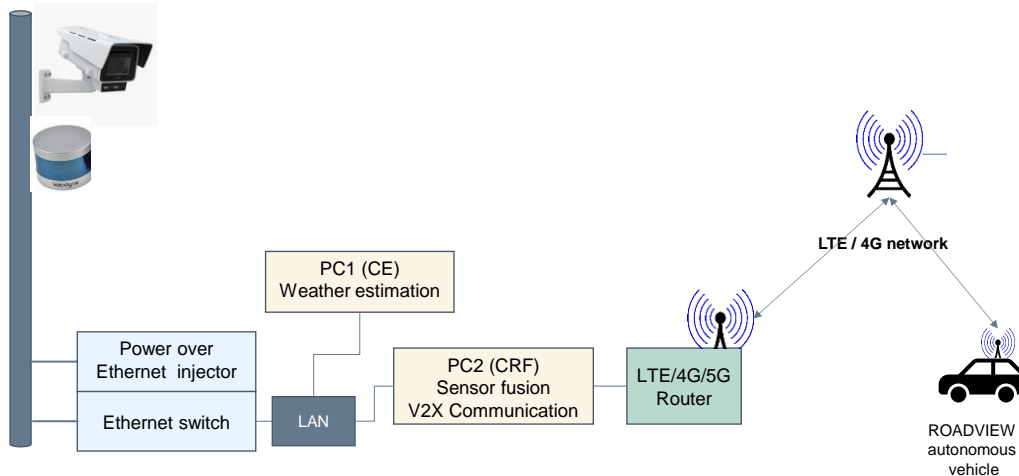 Velodyne
LTE / 4G network
PC1 (CE)
Weather estimation
Power over
Ethernet injector
PC2 (CRF)
Sensor fusion
V2X Communication
LTE/4G/5G
Router
Ethernet switch
LAN
ROADVIEW
autonomous
vehicle